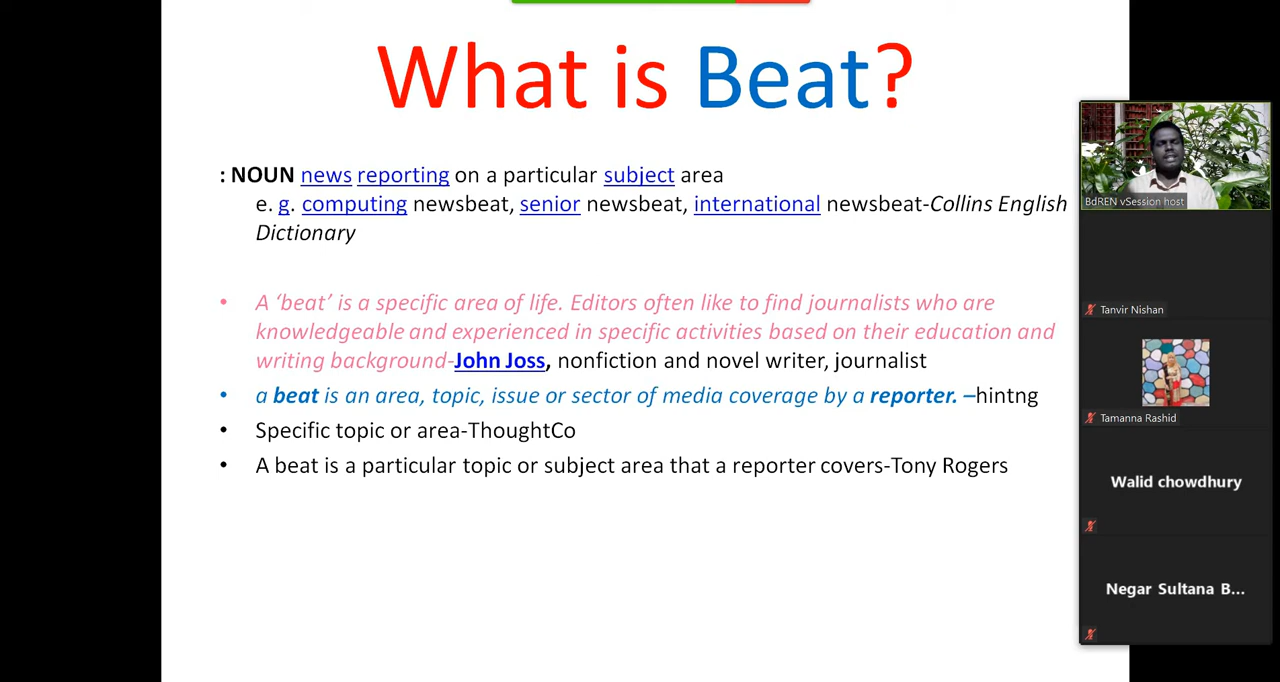 What is Beat?
: NOUN news reporting on a particular subject area
e. g. computing newsbeat, senior newsbeat, international newsbeat-Collins English
Dictionary
• A ‘beat’ is a specific area of life. Editors often like to find journalists who are
knowledgeable and experienced in specific activities based on their education and
writing background-John Joss, nonfiction and novel writer, journalist
• a beat is an area, topic, issue or sector of media coverage by a reporter. –hintng
• Specific topic or area-ThoughtCo
• A beat is a particular topic or subject area that a reporter covers-Tony Rogers
BdREN vSession host
Tanvir Nishan
Tamanna Rashid
Walid chowdhury
Negar Sultana B...